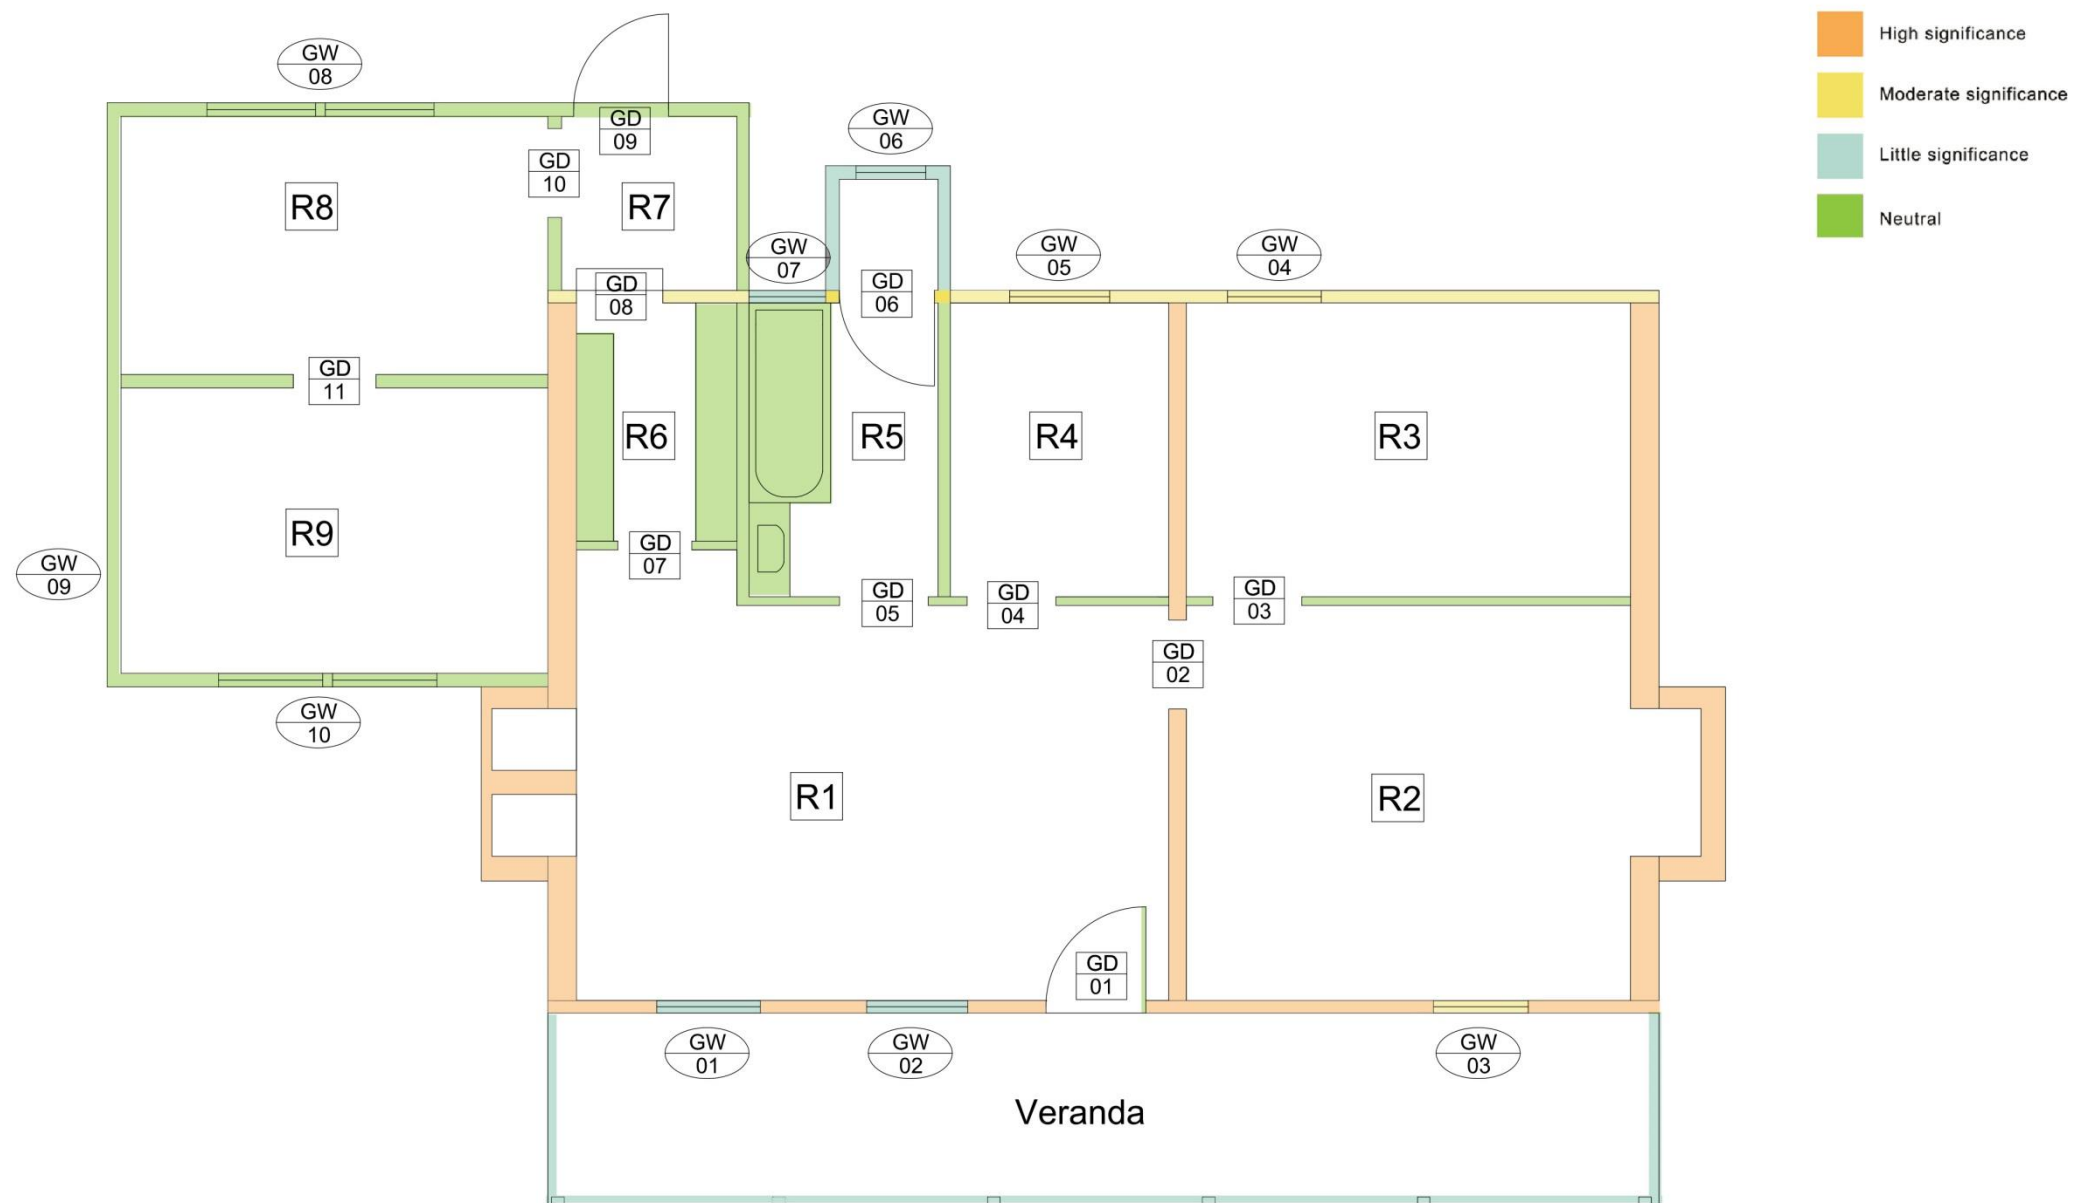 High significance
Moderate significance
Little significance
Neutral
GW
08
GD
09
GW
06
GD
10
R8
R7
GW
07
GW
05
GW
04
GD
08
GD
06
GD
11
R6
R5
R4
R3
R9
GD
07
GW
09
GD
05
GD
04
GD
03
GD
02
GW
10
R1
R2
GD
01
GW
01
GW
02
GW
03
Veranda